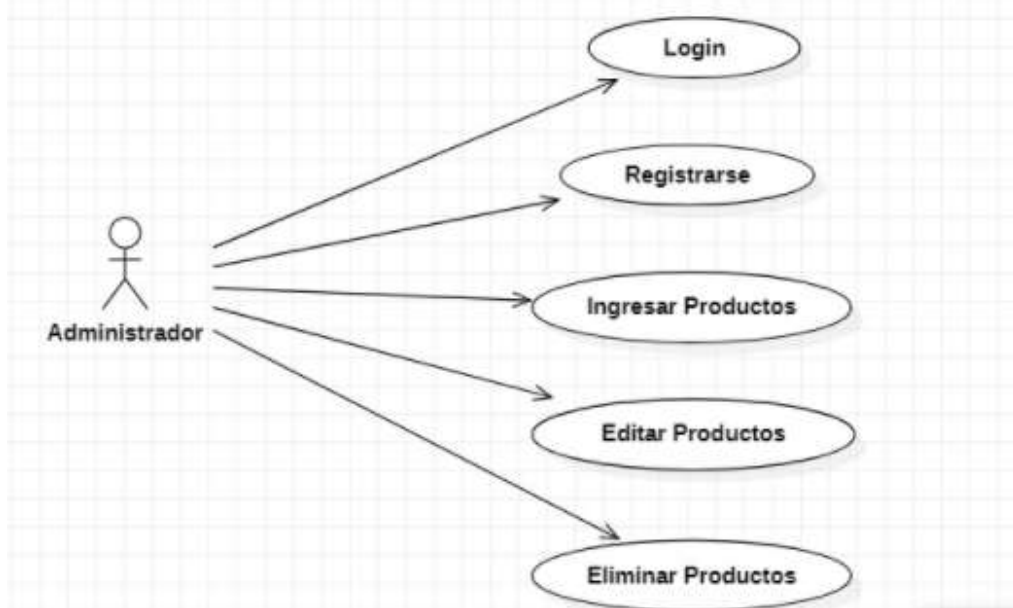 Login
Registrarse
Ingresar Productos
Administrador
Editar Productos
Eliminar Productos